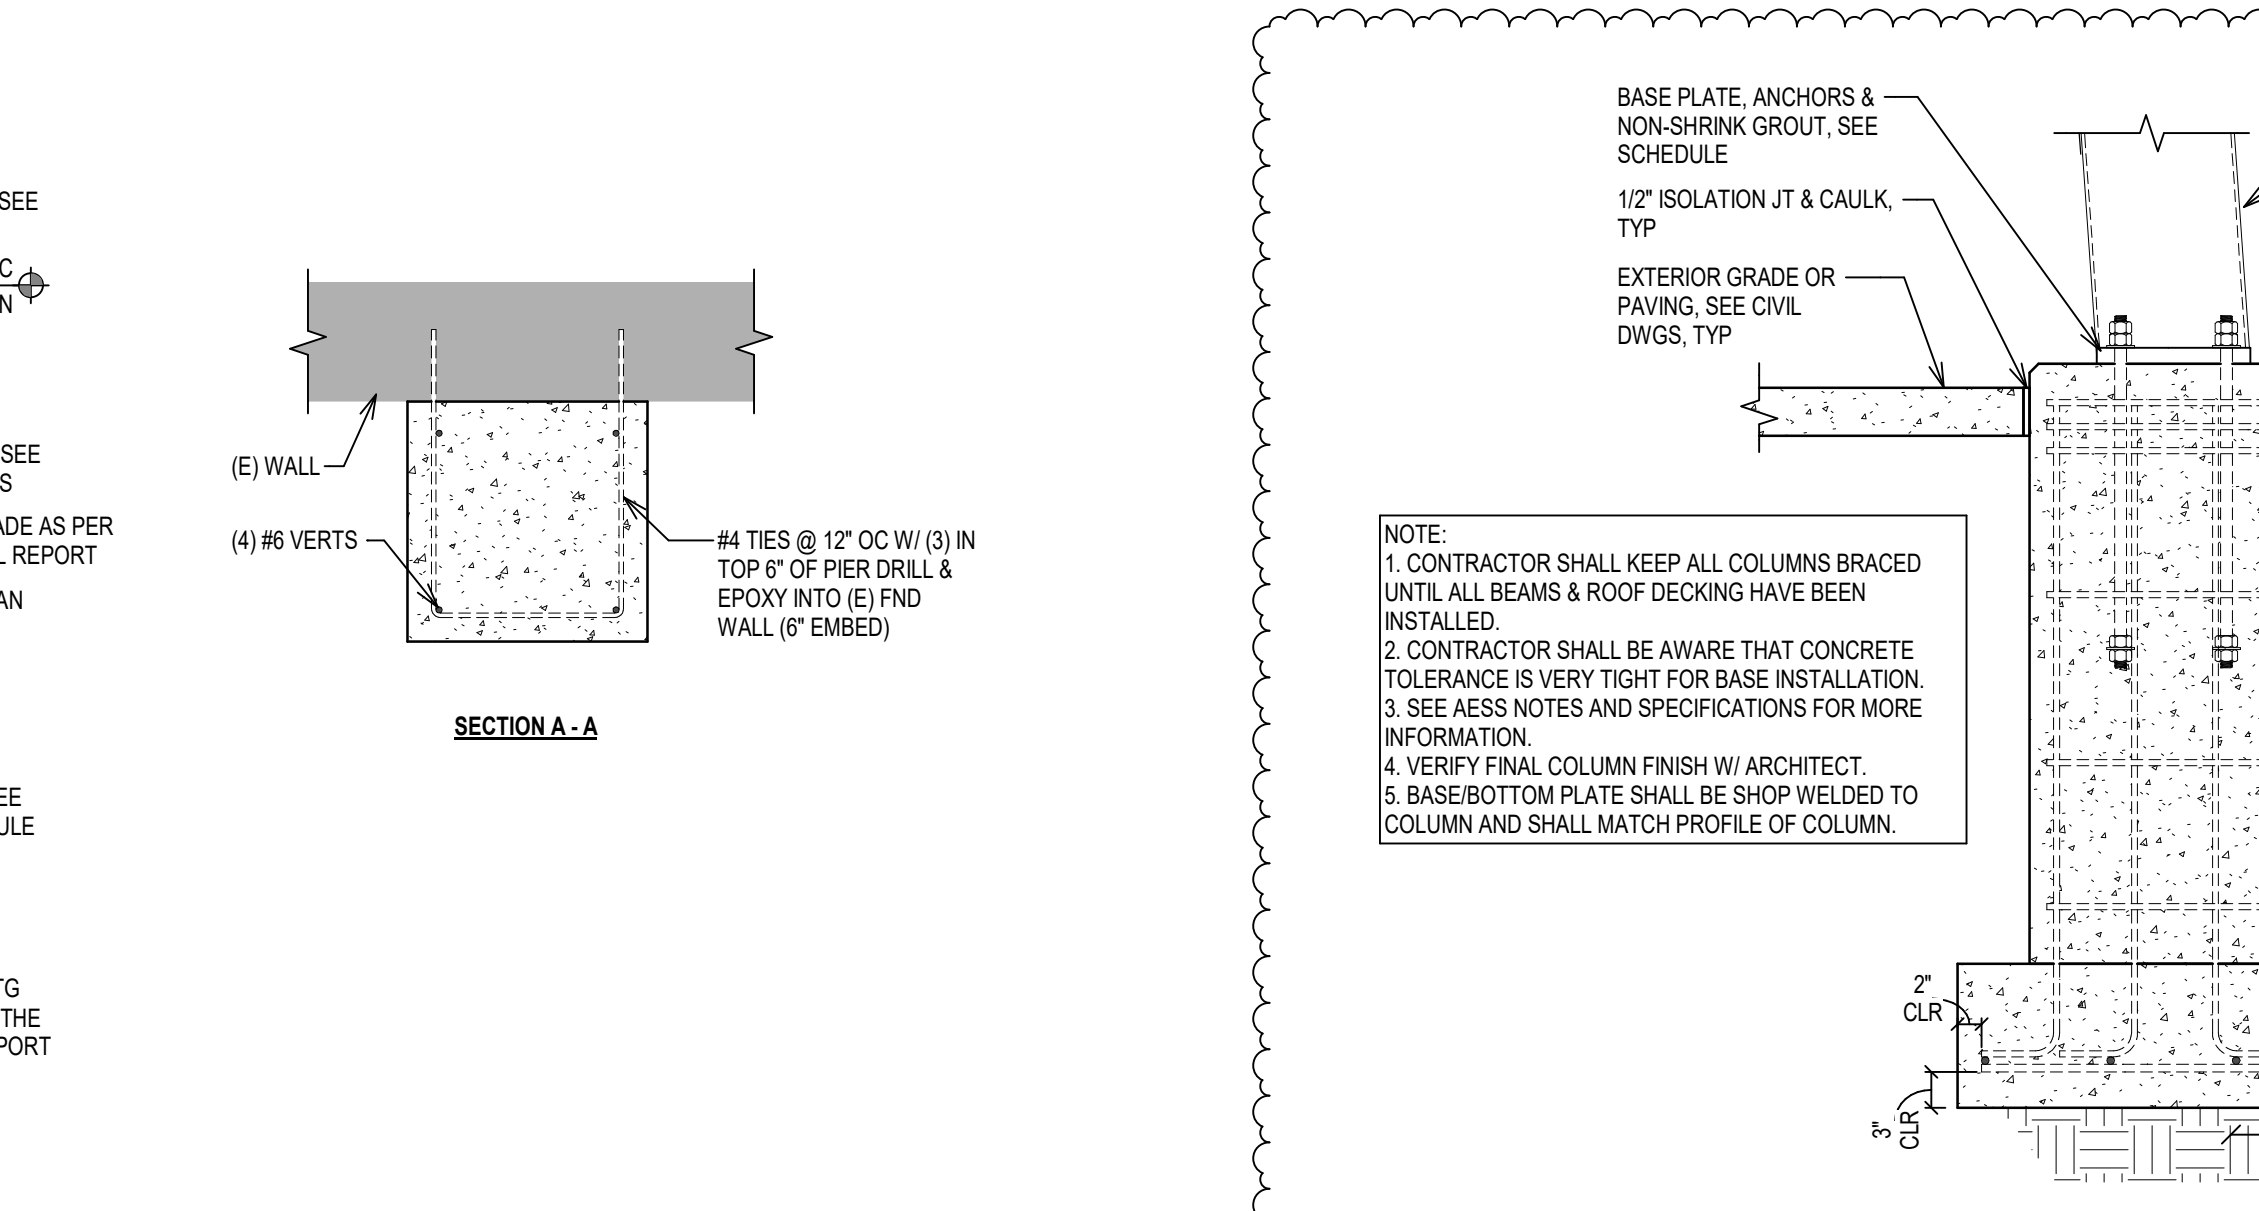 SEE
C
N
SEE
S
ADE AS PER
L REPORT
AN
EE
ULE
TG
THE
PORT
(E) WALL
(4) #6 VERTS
#4 TIES @ 12" OC W/ (3) IN
TOP 6" OF PIER DRILL &
EPOXY INTO (E) FND
WALL (6" EMBED)
SECTION A - A
BASE PLATE, ANCHORS &
NON-SHRINK GROUT, SEE
SCHEDULE
1/2" ISOLATION JT & CAULK,
TYP
EXTERIOR GRADE OR
PAVING, SEE CIVIL
DWGS, TYP
NOTE:
1. CONTRACTOR SHALL KEEP ALL COLUMNS BRACED
UNTIL ALL BEAMS & ROOF DECKING HAVE BEEN
INSTALLED.
2. CONTRACTOR SHALL BE AWARE THAT CONCRETE
TOLERANCE IS VERY TIGHT FOR BASE INSTALLATION.
3. SEE AESS NOTES AND SPECIFICATIONS FOR MORE
INFORMATION.
4. VERIFY FINAL COLUMN FINISH W/ ARCHITECT.
5. BASE/BOTTOM PLATE SHALL BE SHOP WELDED TO
COLUMN AND SHALL MATCH PROFILE OF COLUMN.
2"
CLR
3"
CLR